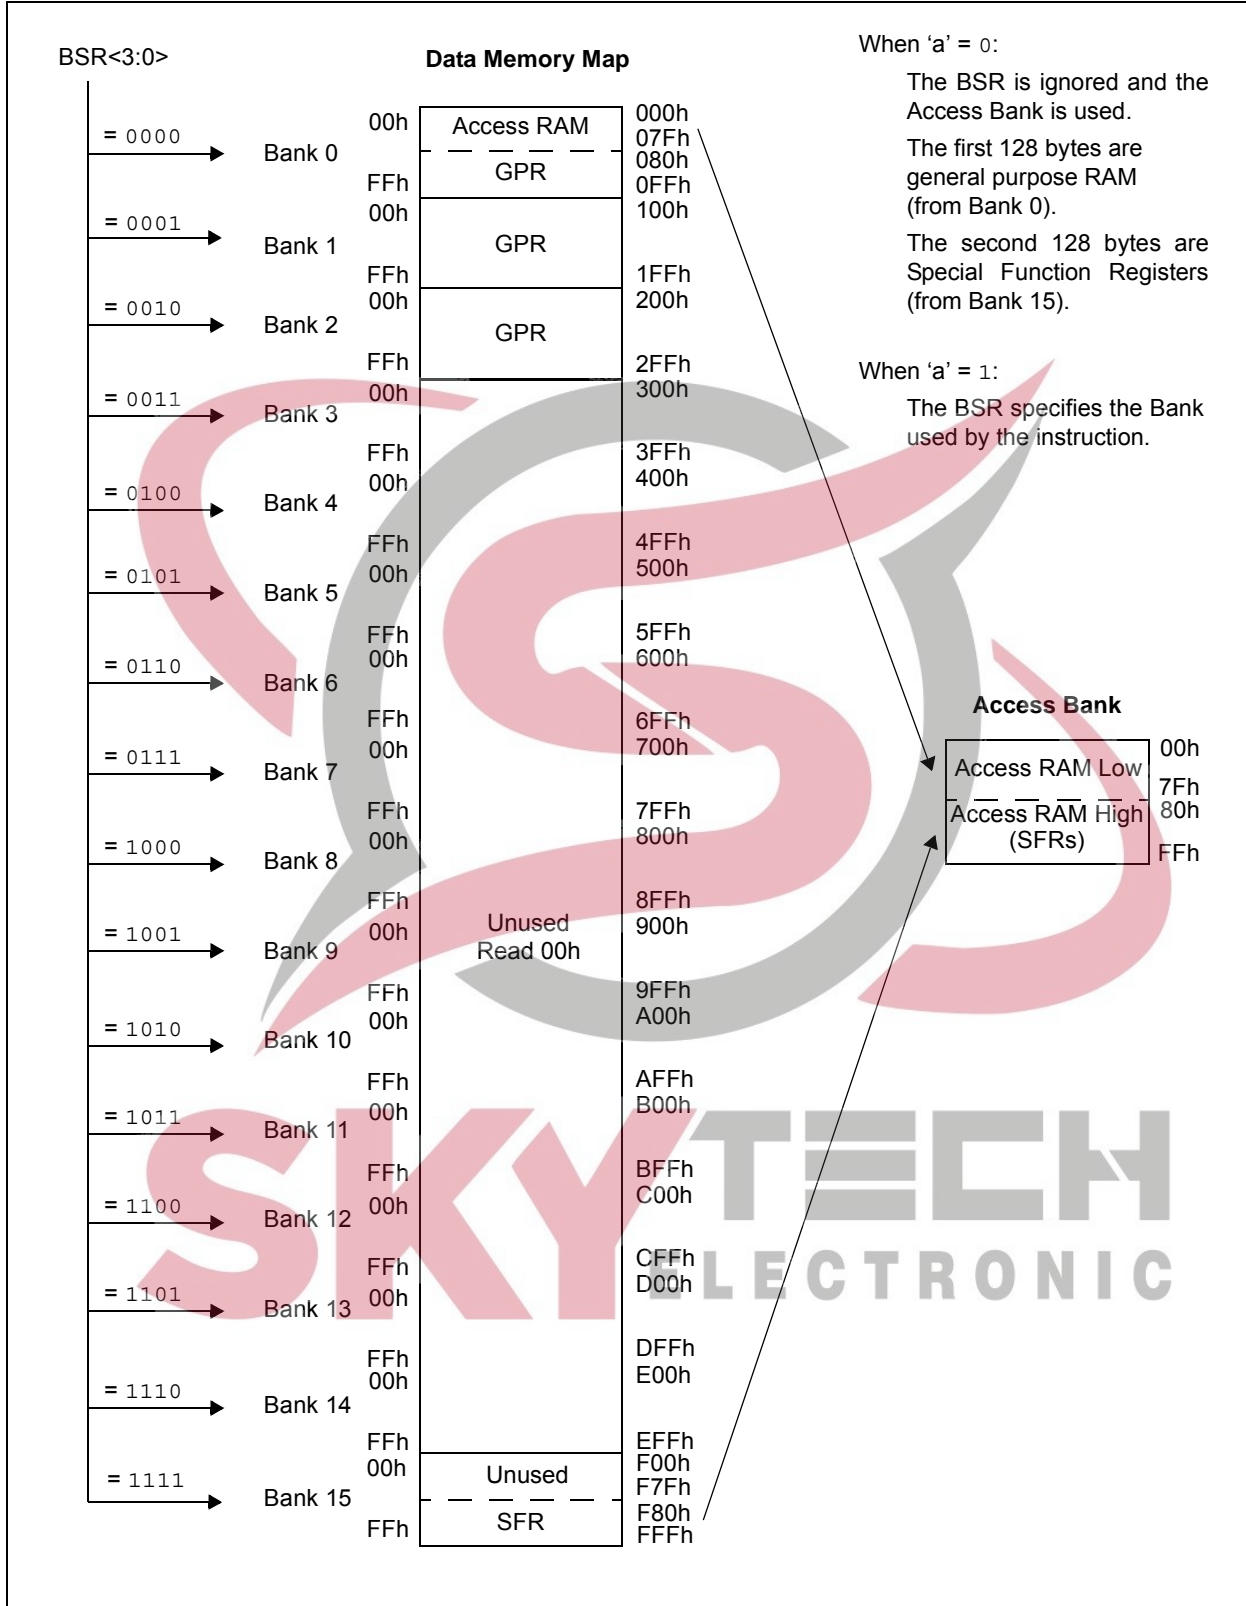 BSR<3:0>
Data Memory Map
When ‘a’ = 0:
The BSR is ignored and the
Access Bank is used.
The first 128 bytes are
general purpose RAM
(from Bank 0).
The second 128 bytes are
Special Function Registers
(from Bank 15).
When ‘a’ = 1:
The BSR specifies the Bank
used by the instruction.
= 0000
Bank 0
00h
Access RAM
000h
07Fh
080h
GPR
FFh
0FFh
= 0001
Bank 1
00h
100h
GPR
FFh
1FFh
= 0010
Bank 2
00h
200h
GPR
FFh
2FFh
= 0011
Bank 3
00h
300h
FFh
3FFh
= 0100
Bank 4
00h
400h
FFh
4FFh
= 0101
Bank 5
00h
500h
FFh
5FFh
= 0110
Bank 6
00h
600h
FFh
6FFh
= 0111
Bank 7
00h
700h
FFh
7FFh
= 1000
Bank 8
00h
800h
FFh
8FFh
= 1001
Bank 9
00h
900h
Unused
Read 00h
FFh
9FFh
= 1010
Bank 10
00h
A00h
FFh
AFFh
= 1011
Bank 11
00h
B00h
FFh
BFFh
= 1100
Bank 12
00h
C00h
FFh
CFFh
= 1101
Bank 13
00h
D00h
FFh
DFFh
= 1110
Bank 14
00h
E00h
FFh
EFFh
= 1111
Bank 15
00h
F00h
Unused
F7Fh
F80h
SFR
FFh
FFFh
Access Bank
Access RAM Low
00h
7Fh
Access RAM High
80h
(SFRs)
FFh
SKYTECH
ELECTRONIC